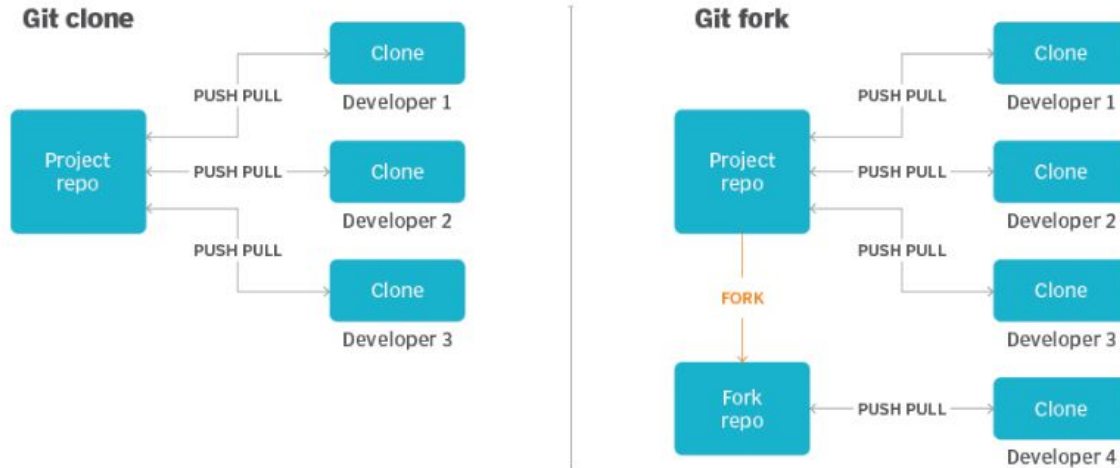 Git clone
Clone
PUSH PULL
Developer 1
Project
repo
PUSH PULL
Clone
Developer 2
PUSH PULL
Clone
Developer 3
Git fork
Clone
PUSH PULL
Developer 1
Project
repo
PUSH PULL
Clone
Developer 2
PUSH PULL
Clone
FORK
Developer 3
Fork
repo
PUSH PULL
Clone
Developer 4